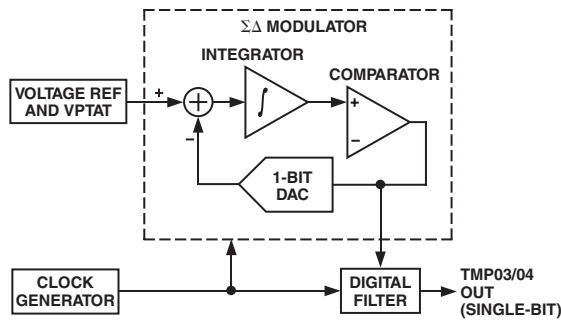 ΣΔ MODULATOR
INTEGRATOR
COMPARATOR
VOLTAGE REF
AND VPTAT
+
+
∫
+
−
−
1-BIT
DAC
CLOCK
GENERATOR
DIGITAL
FILTER
TMP03/04
OUT
(SINGLE-BIT)